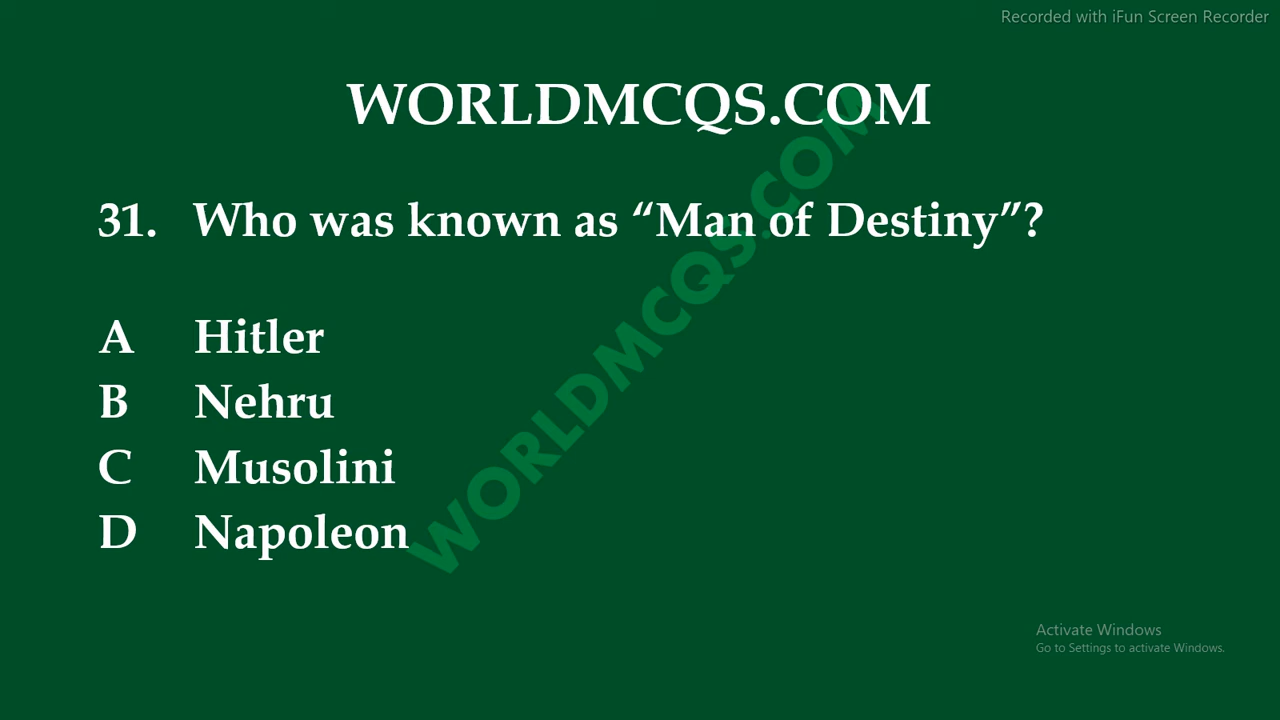 Recorded with iFun Screen Recorder
WORLDMCQS.COM
31. Who was known as “Man of Destiny”?
A Hitler
B Nehru
C Musolini
D Napoleon
WORLDMCQS.COM
Activate Windows
Go to Settings to activate Windows.